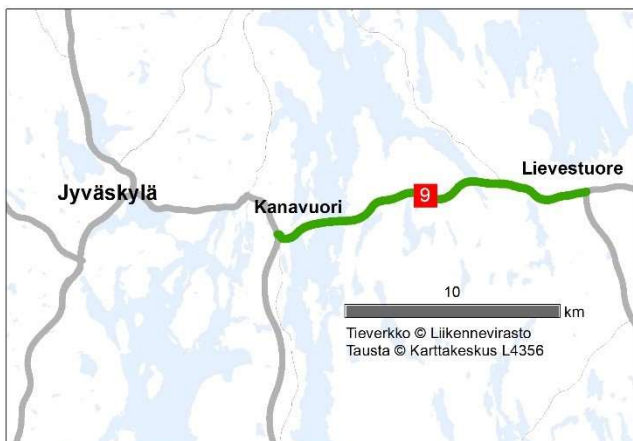 Lievestuore
9
Jyväskylä
Kanavuori
10
km
Tieverkko © Liikennevirasto
Tausta © Karttakeskus L4356